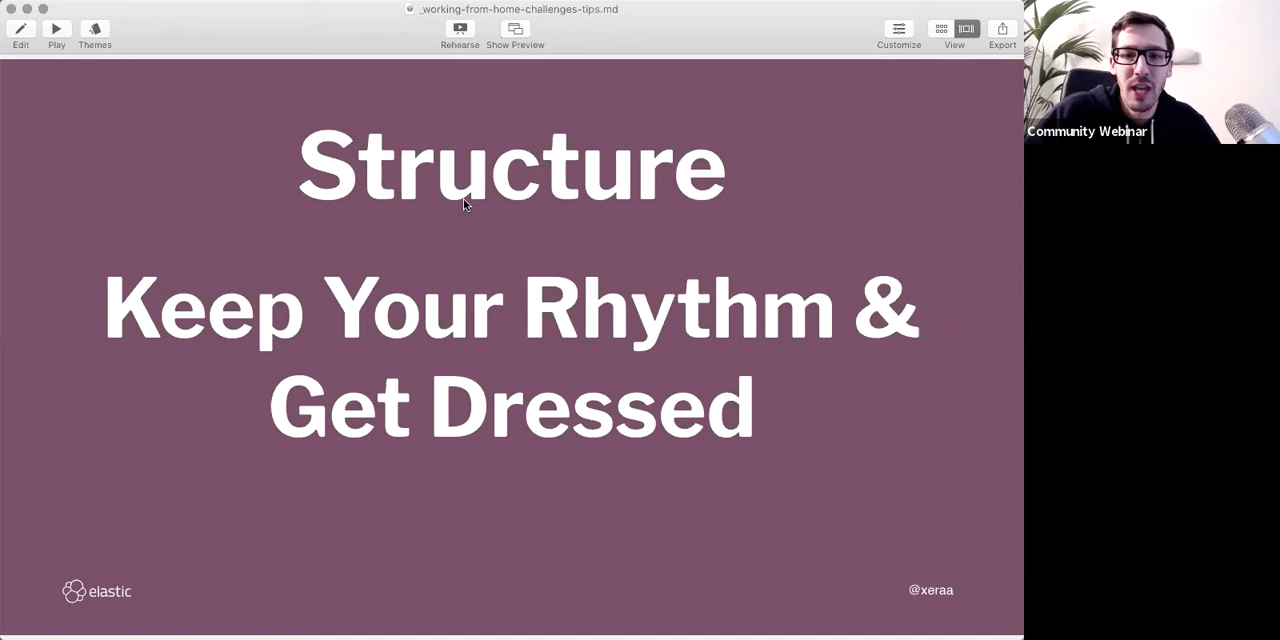 _working-from-home-challenges-tips.md
Edit
Play
Themes
Rehearse
Show Preview
Customize
View
Export
Community Webinar
Structure
Keep Your Rhythm &
Get Dressed
elastic
@xeraa